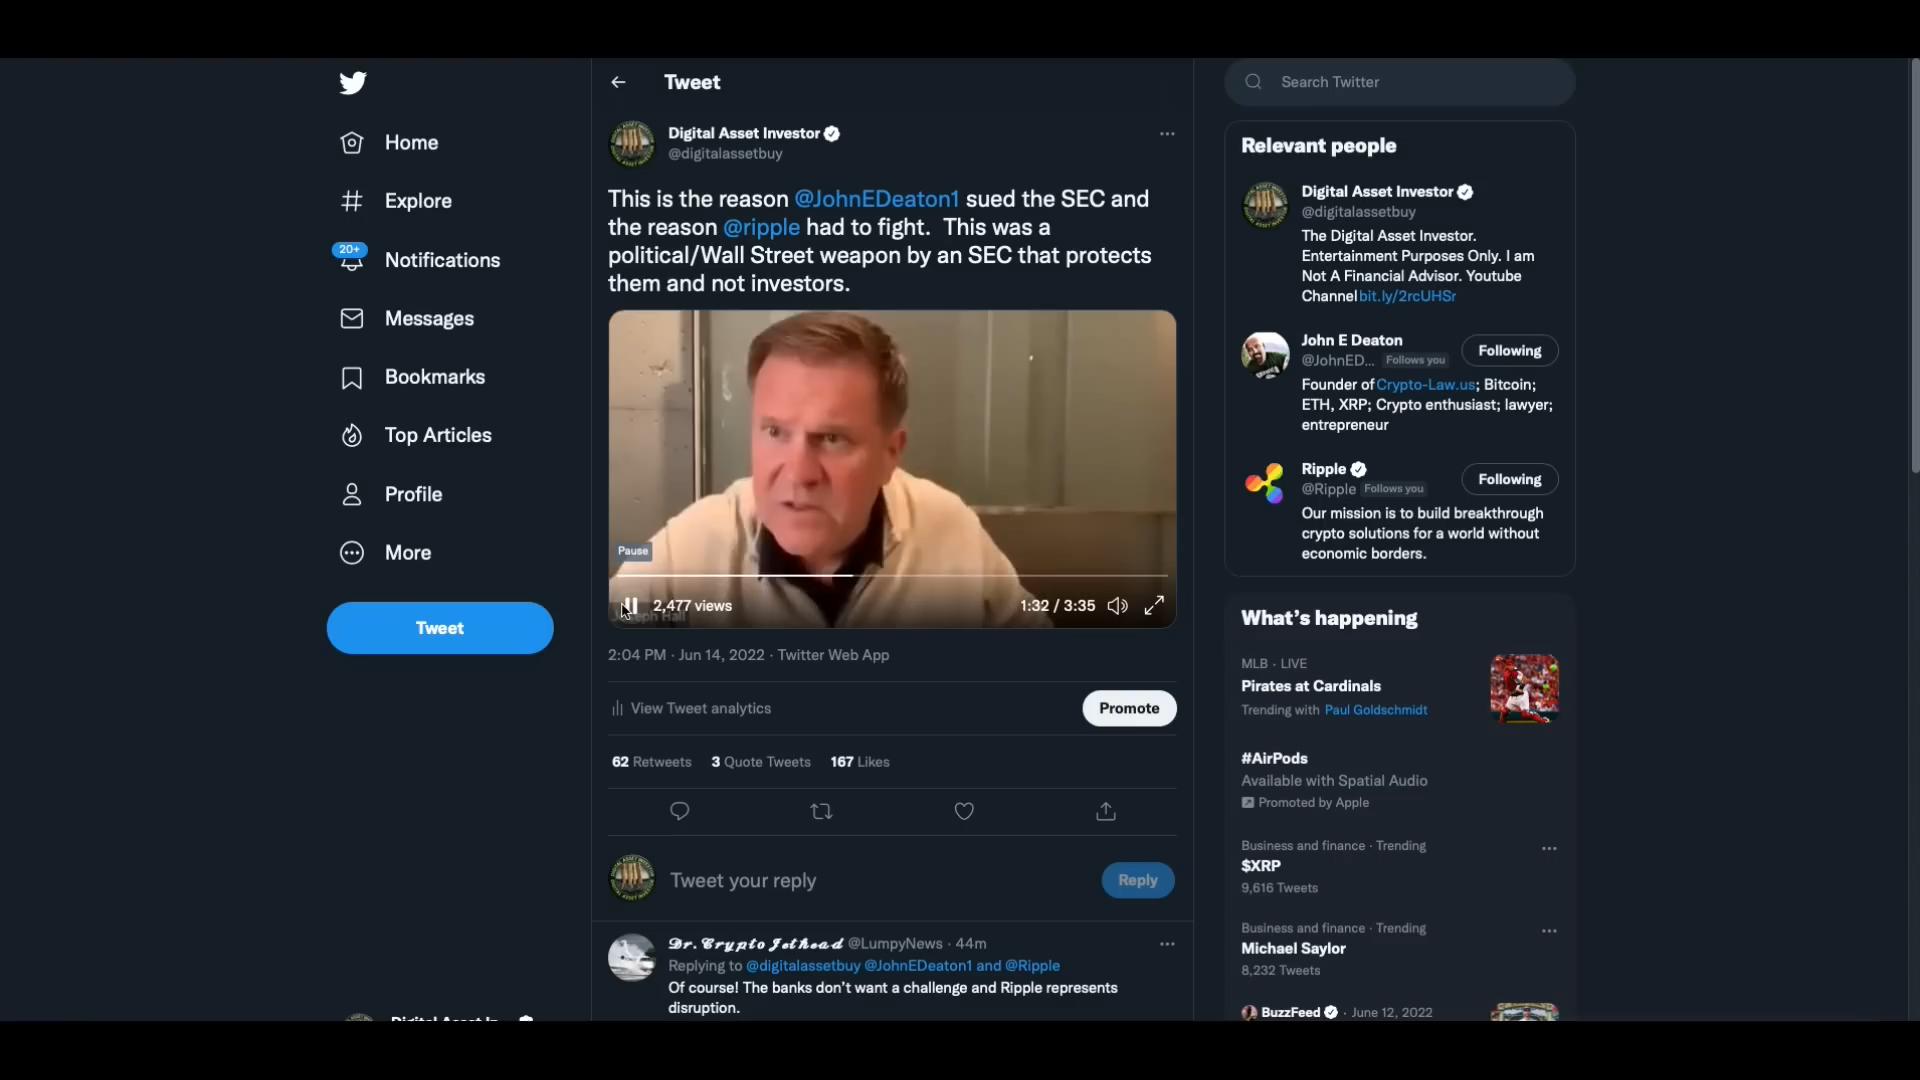 Tweet
Search Twitter
Home
Explore
20+
Notifications
Messages
Bookmarks
Top Articles
Profile
More
Tweet
Digital Asset Investor
@digitalassetbuy
This is the reason @JohnEDeaton1 sued the SEC and
the reason @ripple had to fight.  This was a
political/Wall Street weapon by an SEC that protects
them and not investors.
Pause
2,477 views
1:32 / 3:35
2:04 PM · Jun 14, 2022 · Twitter Web App
View Tweet analytics
Promote
62 Retweets 3 Quote Tweets 167 Likes
Tweet your reply
Reply
Dr. Crypto Jethead @LumpyNews · 44m
Replying to @digitalassetbuy @JohnEDeaton1 and @Ripple
Of course! The banks don't want a challenge and Ripple represents
disruption.
Relevant people
Digital Asset Investor
@digitalassetbuy
The Digital Asset Investor.
Entertainment Purposes Only. I am
Not A Financial Advisor. Youtube
Channel bit.ly/2rcUHSr
John E Deaton
@JohnED... Follows you
Following
Founder of Crypto-Law.us; Bitcoin;
ETH, XRP; Crypto enthusiast; lawyer;
entrepreneur
Ripple
@Ripple Follows you
Following
Our mission is to build breakthrough
crypto solutions for a world without
economic borders.
What's happening
MLB · LIVE
Pirates at Cardinals
Trending with Paul Goldschmidt
#AirPods
Available with Spatial Audio
Promoted by Apple
Business and finance · Trending
$XRP
9,616 Tweets
Business and finance · Trending
Michael Saylor
8,232 Tweets
BuzzFeed · June 12, 2022